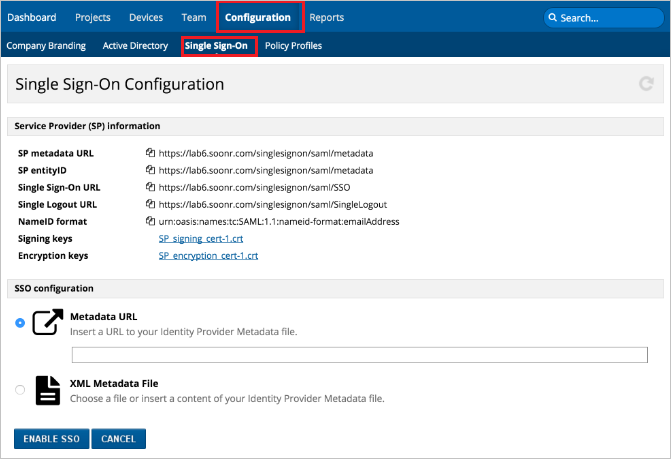 Dashboard Projects Devices Team Configuration Reports Search...
Company Branding Active Directory Single Sign-On Policy Profiles
Single Sign-On Configuration
Service Provider (SP) information
SP metadata URL https://lab6.soonr.com/singlesignon/saml/metadata
SP entityID https://lab6.soonr.com/singlesignon/saml/metadata
Single Sign-On URL https://lab6.soonr.com/singlesignon/saml/SSO
Single Logout URL https://lab6.soonr.com/singlesignon/saml/SingleLogout
NameID format urn:oasis:names:tc:SAML:1.1:nameid-format:emailAddress
Signing keys SP_signing_cert-1.crt
Encryption keys SP_encryption_cert-1.crt
SSO configuration
Metadata URL
Insert a URL to your Identity Provider Metadata file.
XML Metadata File
Choose a file or insert a content of your Identity Provider Metadata file.
ENABLE SSO CANCEL